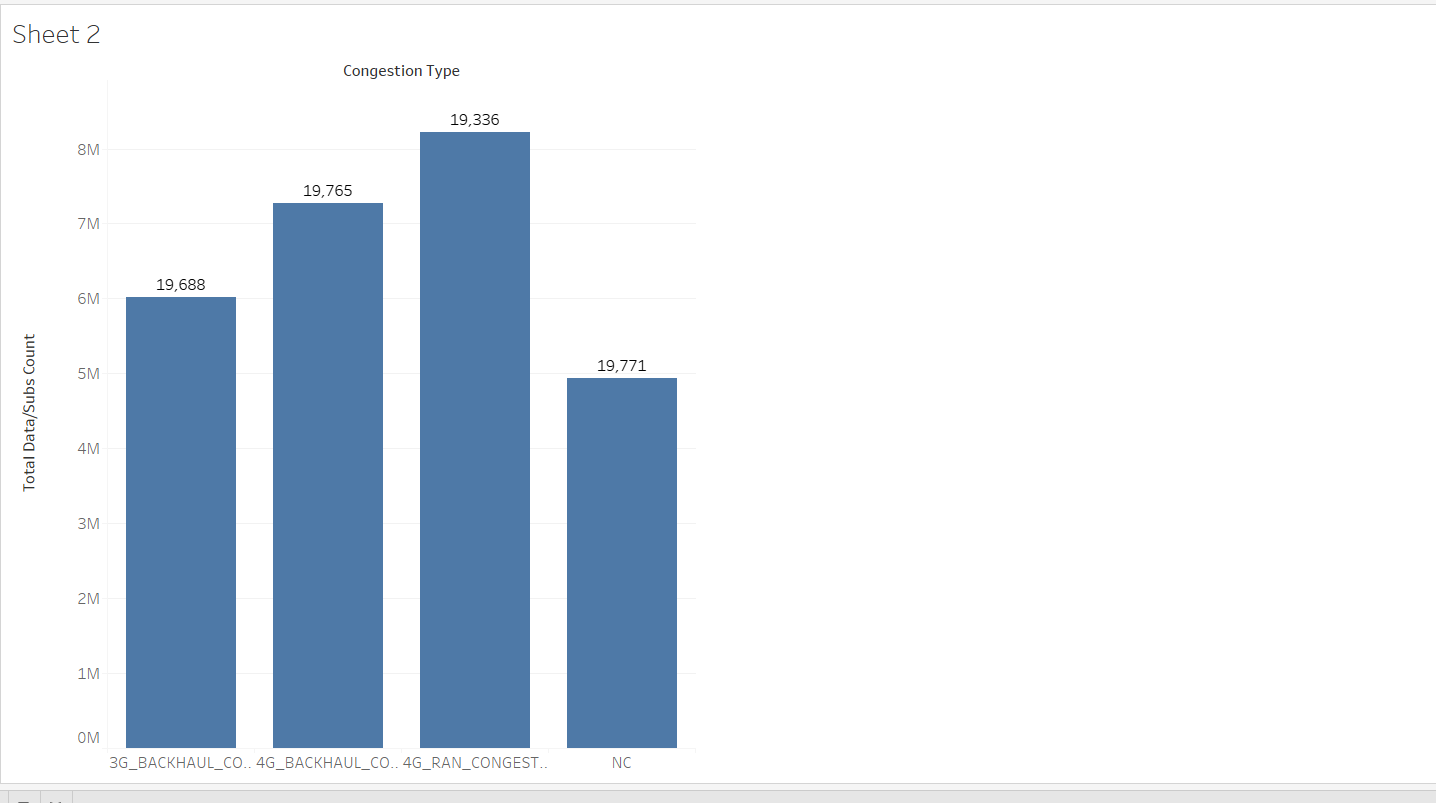 Sheet 2
Congestion Type
19,336
8M
19,765
7M
19,688
6M
19,771
5M
Total Data/Subs Count
4M
3M
2M
1M
0M
3G_BACKHAUL_CO.. 4G_BACKHAUL_CO.. 4G_RAN_CONGEST.. NC